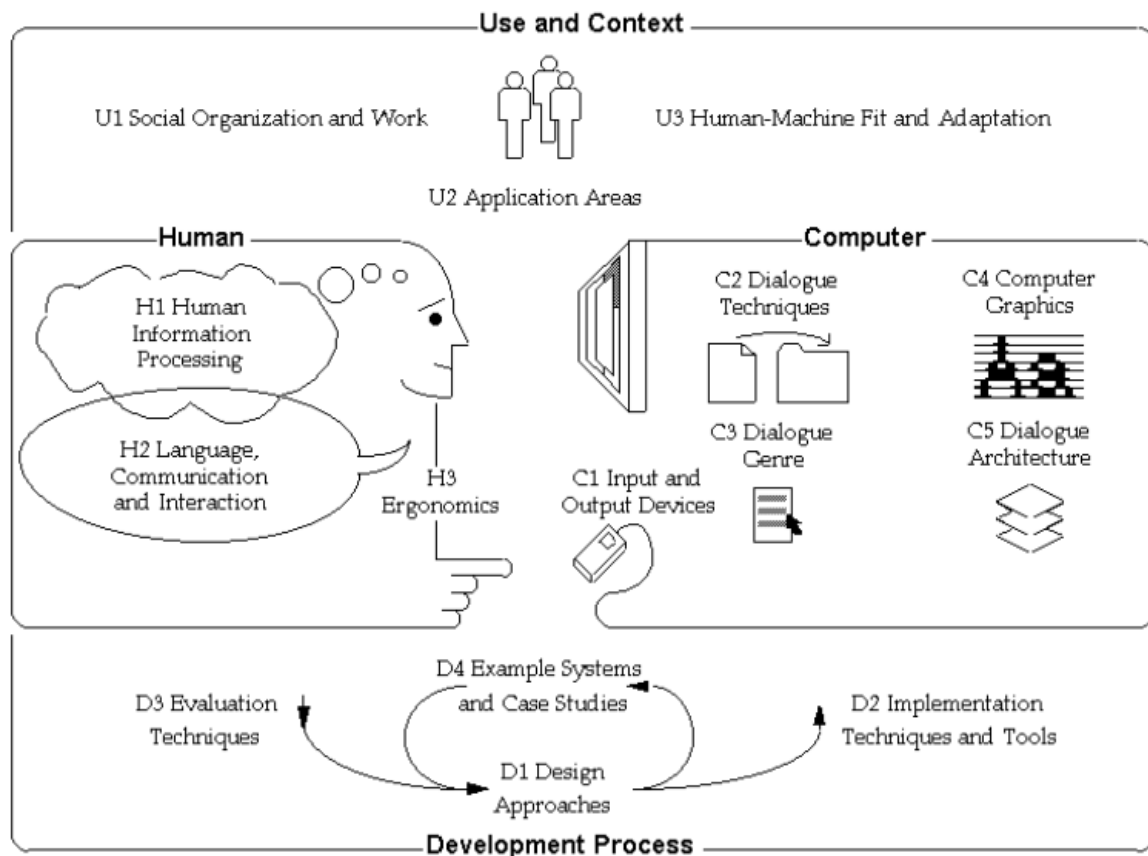 Use and Context
U1 Social Organization and Work
U3 Human-Machine Fit and Adaptation
U2 Application Areas
Human
H1 Human
Information
Processing
H2 Language,
Communication
and Interaction
H3
Ergonomics
Computer
C2 Dialogue
Techniques
C4 Computer
Graphics
C3 Dialogue
Genre
C5 Dialogue
Architecture
C1 Input and
Output Devices
D4 Example Systems
and Case Studies
D3 Evaluation
Techniques
D2 Implementation
Techniques and Tools
D1 Design
Approaches
Development Process